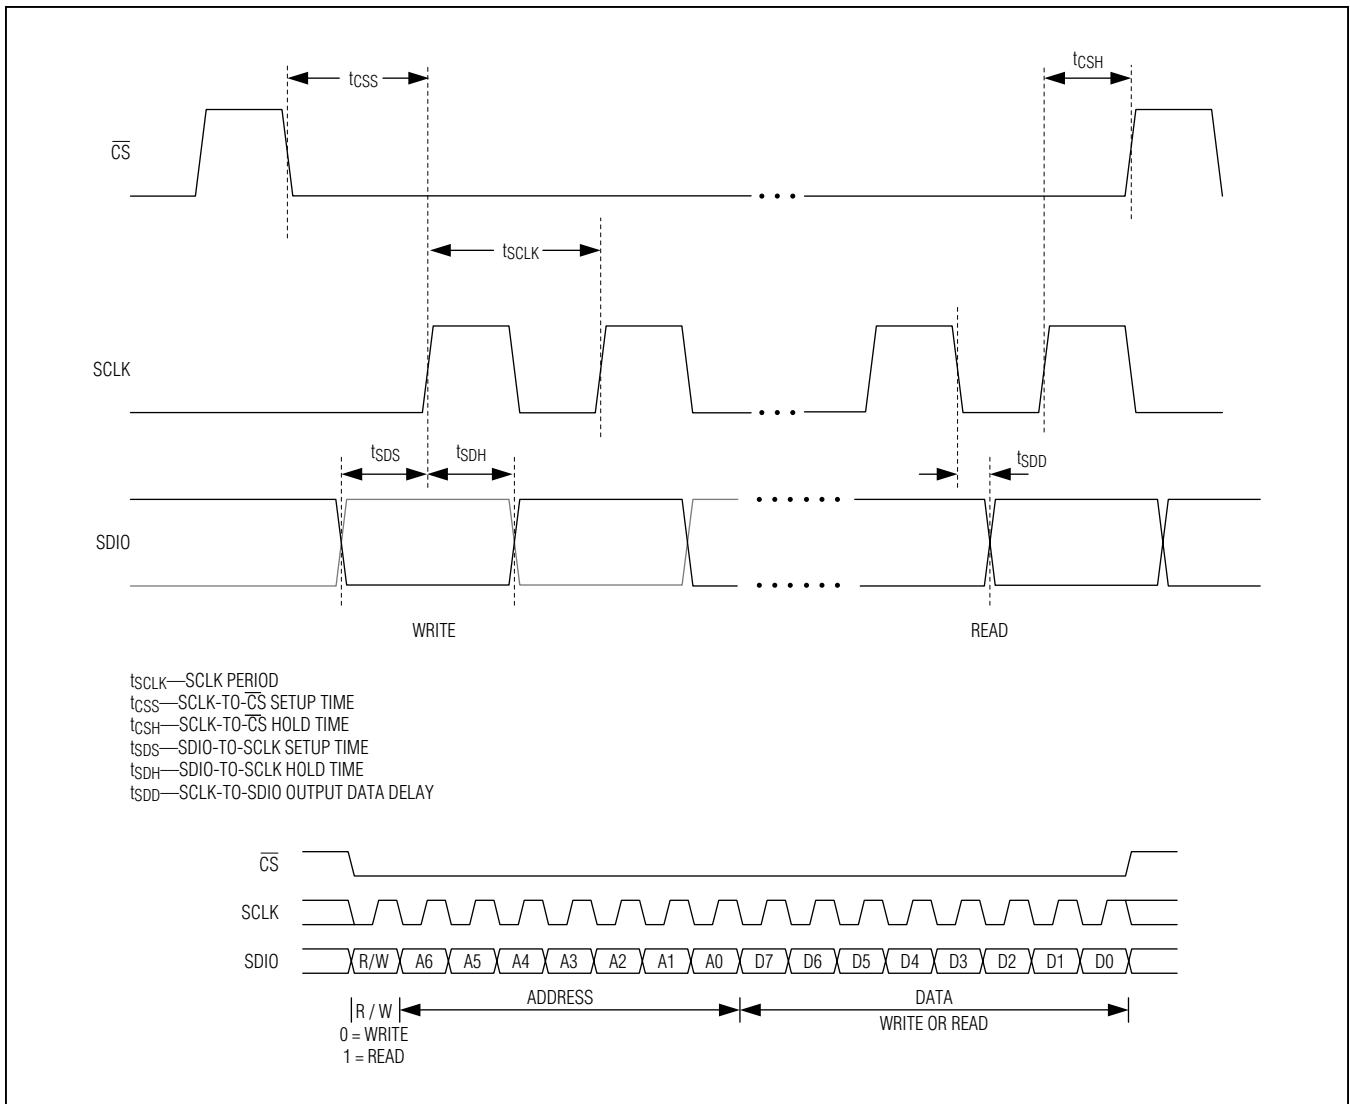 tCSS
tCSH
CS
tSCLK
SCLK
tSDS
tSDH
tSDD
SDIO
WRITE
READ
tSCLK—SCLK PERIOD
tCSS—SCLK-TO-CS SETUP TIME
tCSH—SCLK-TO-CS HOLD TIME
tSDS—SDIO-TO-SCLK SETUP TIME
tSDH—SDIO-TO-SCLK HOLD TIME
tSDD—SCLK-TO-SDIO OUTPUT DATA DELAY
CS
SCLK
SDIO R/W A6 A5 A4 A3 A2 A1 A0 D7 D6 D5 D4 D3 D2 D1 D0
R / W ADDRESS DATA
0 = WRITE WRITE OR READ
1 = READ